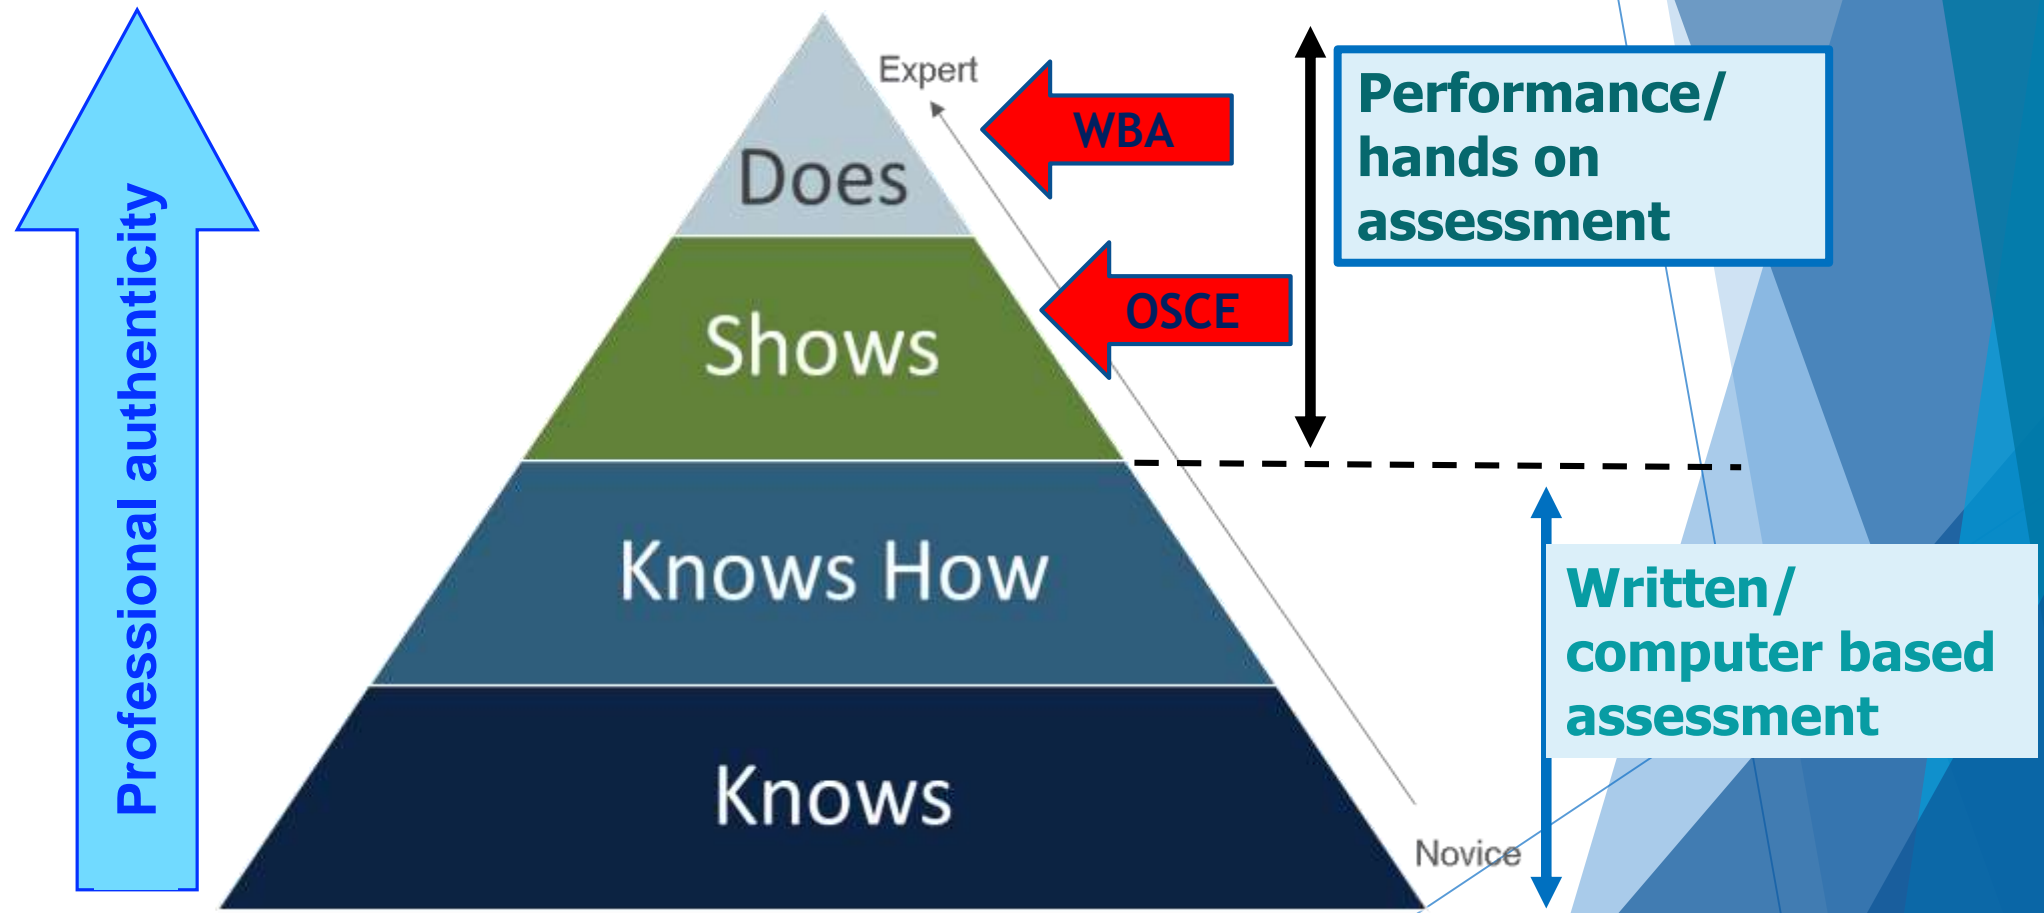 Professional authenticity
Expert
Does
Shows
Knows How
Knows
Novice
WBA
OSCE
Performance/
hands on
assessment
Written/
computer based
assessment